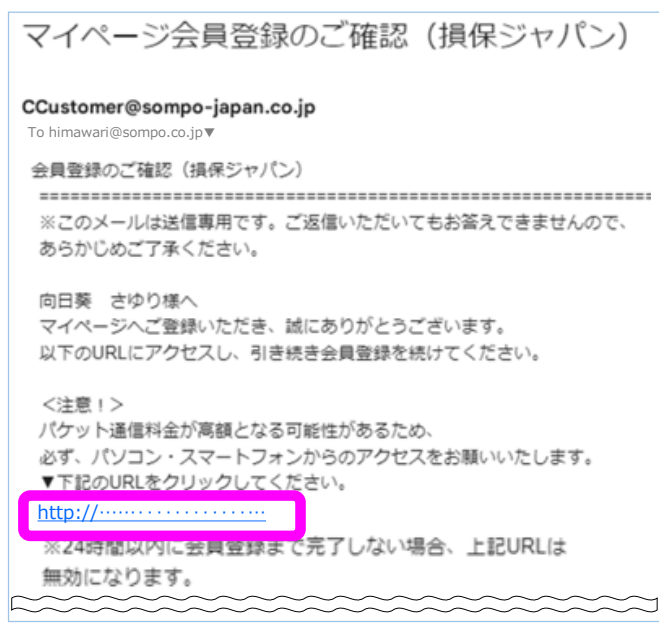 マイページ会員登録のご確認（損保ジャパン）
CCustomer@sompo-japan.co.jp
To himawari@sompo.co.jp▼
会員登録のご確認（損保ジャパン）
============================================================
※このメールは送信専用です。ご返信いただいてもお答えできませんので、
あらかじめご了承ください。
向日葵　さゆり様へ
マイページへご登録いただき、誠にありがとうございます。
以下のURLにアクセスし、引き続き会員登録を続けてください。
＜注意！＞
パケット通信料金が高額となる可能性があるため、
必ず、パソコン・スマートフォンからのアクセスをお願いいたします。
▼下記のURLをクリックしてください。
http://……･････････････…
※24時間以内に会員登録まで完了しない場合、上記URLは
無効になります。